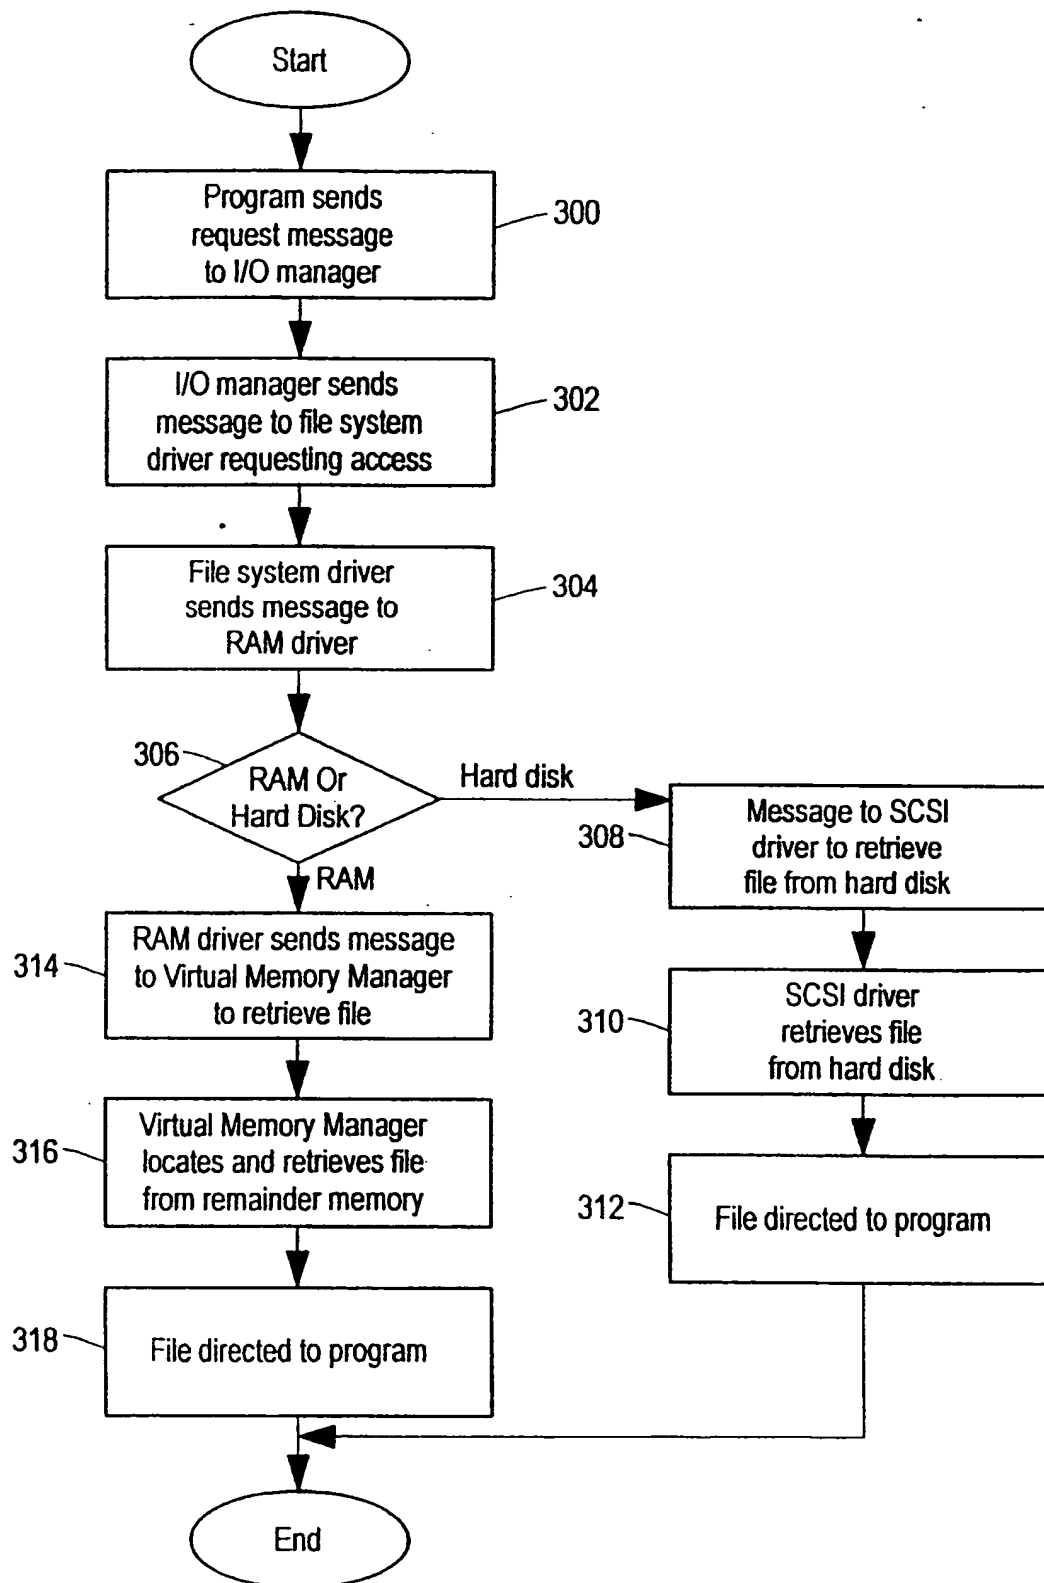 Start
Program sends
request message
to I/O manager
300
I/O manager sends
message to file system
driver requesting access
302
File system driver
sends message to
RAM driver
304
306
RAM Or
Hard Disk?
Hard disk
RAM
Message to SCSI
driver to retrieve
file from hard disk
308
SCSI driver
retrieves file
from hard disk
310
File directed to program
312
RAM driver sends message
to Virtual Memory Manager
to retrieve file
314
Virtual Memory Manager
locates and retrieves file
from remainder memory
316
File directed to program
318
End